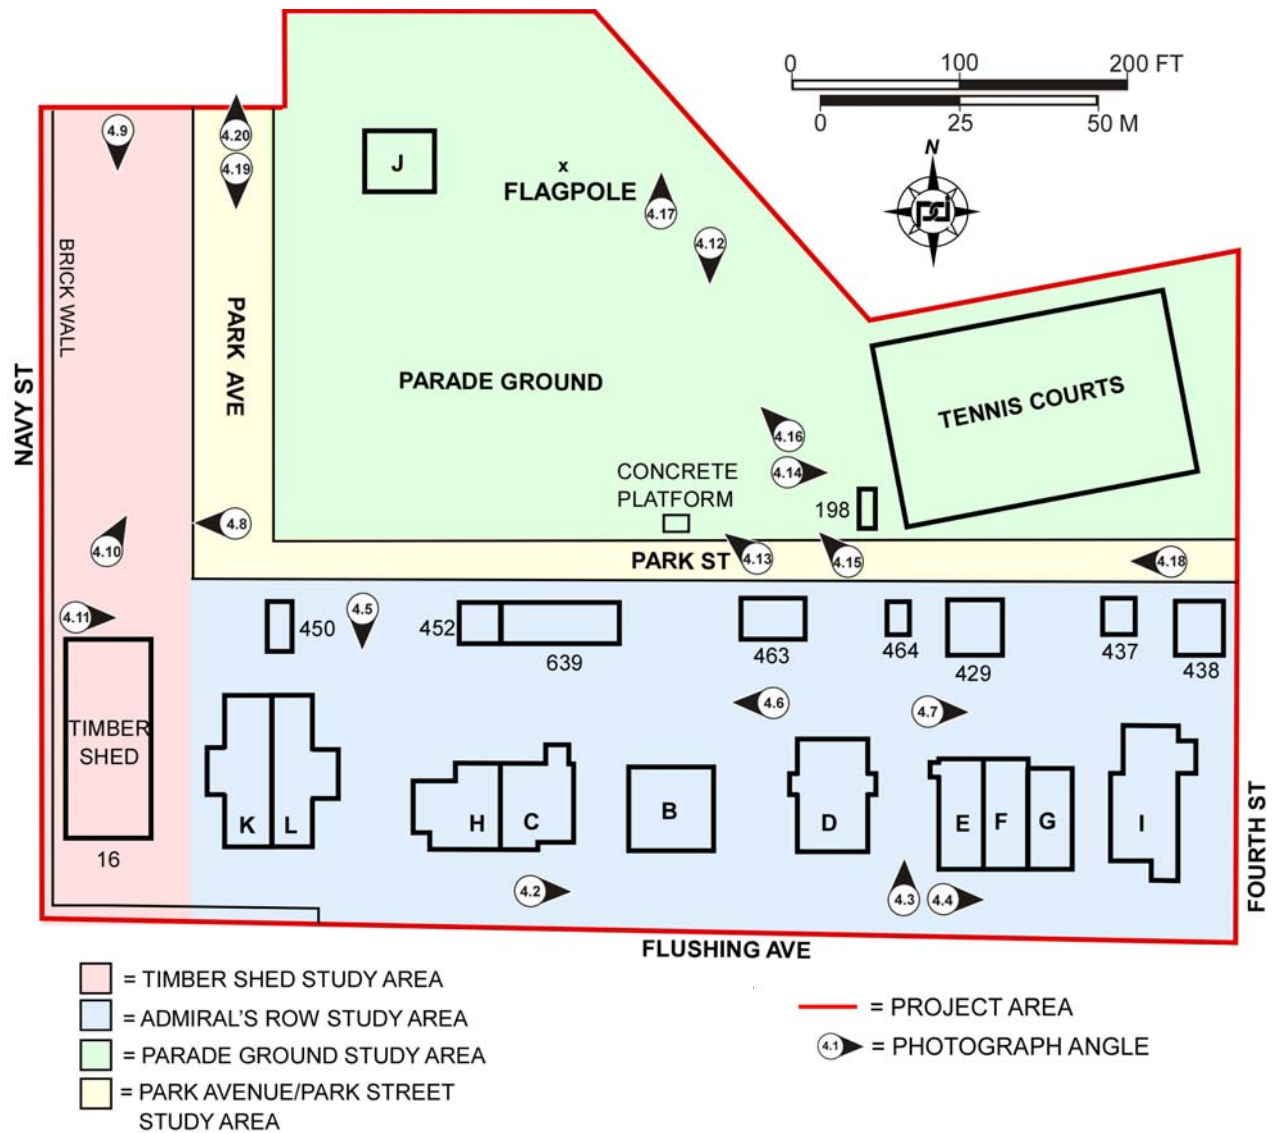 0 100 200 FT
0 25 50 M
N
4.9
4.20
4.19
J
x
FLAGPOLE
4.17
4.12
BRICK WALL
PARK AVE
NAVY ST
PARADE GROUND
TENNIS COURTS
4.16
4.14
CONCRETE
PLATFORM
198
4.8
4.10
PARK ST
4.13
4.15
4.18
4.11
450
4.5
452
639
463
464
429
437
438
4.6
4.7
TIMBER
SHED
16
K
L
H
C
B
D
E
F
G
I
4.2
4.3
4.4
FOURTH ST
FLUSHING AVE
= TIMBER SHED STUDY AREA
= ADMIRAL'S ROW STUDY AREA
= PARADE GROUND STUDY AREA
= PARK AVENUE/PARK STREET
STUDY AREA
= PROJECT AREA
4.1 = PHOTOGRAPH ANGLE